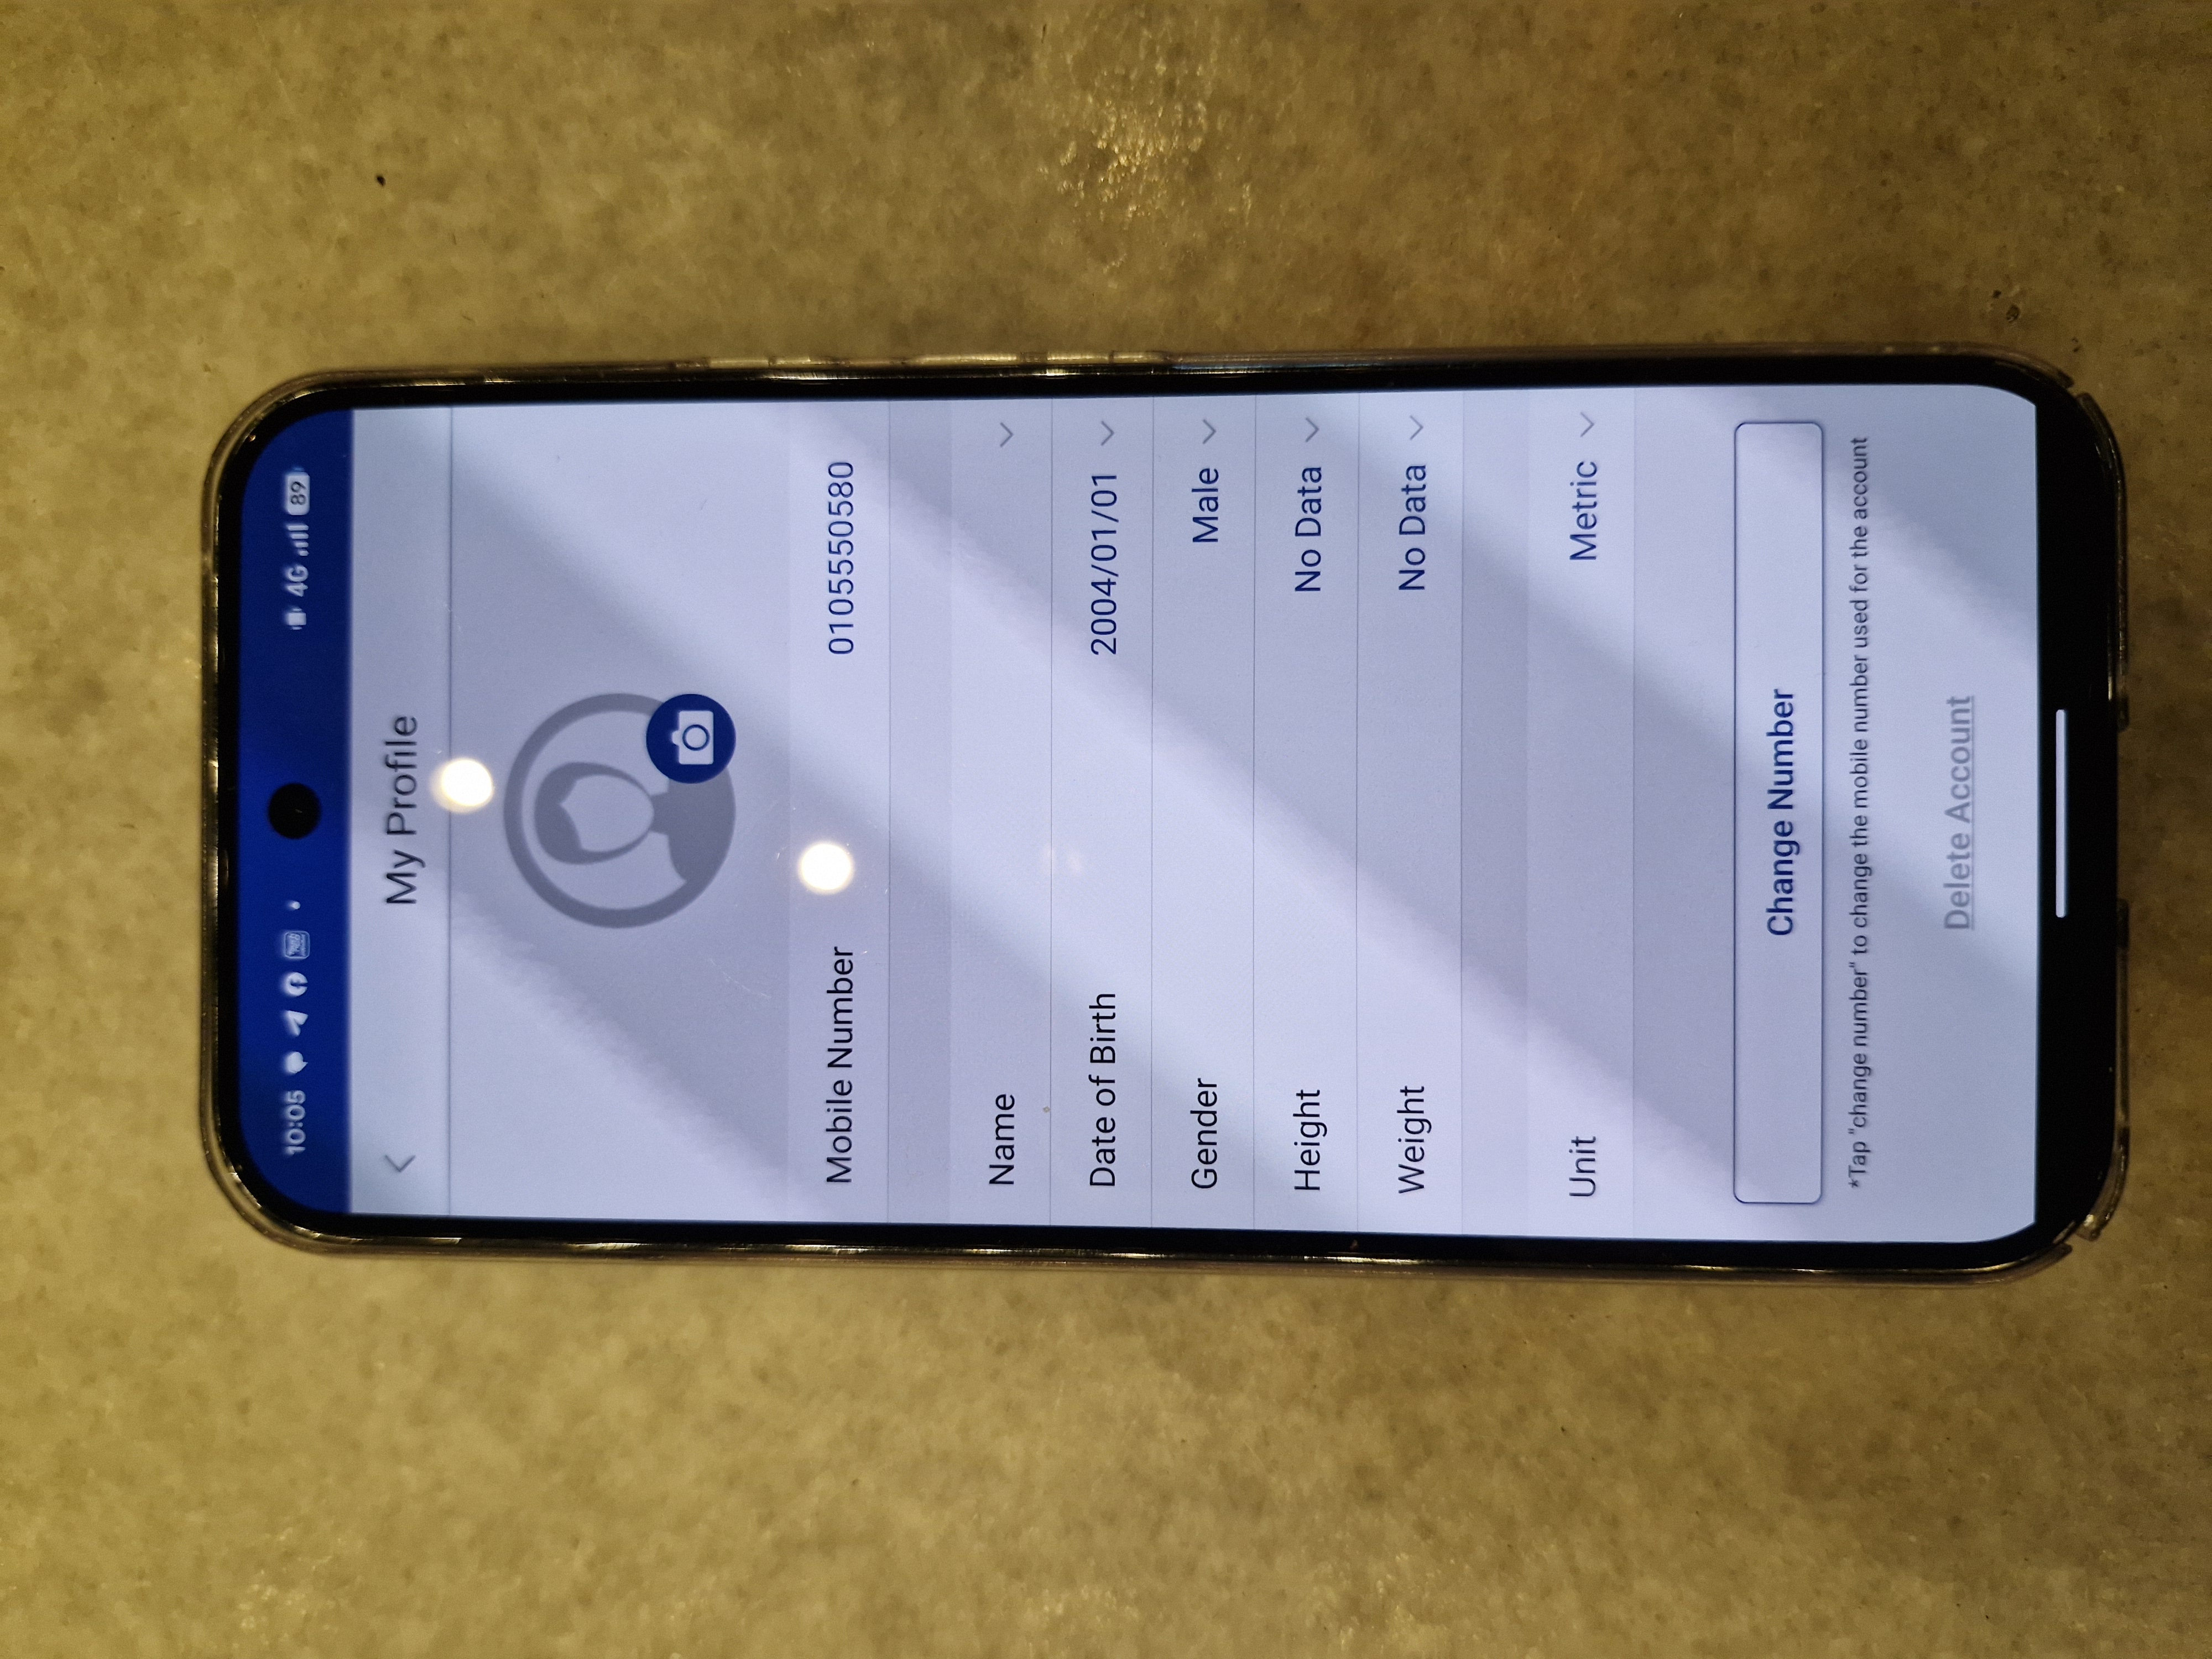 10:05 4G 89
My Profile
Mobile Number 0105550580
Name
Date of Birth 2004/01/01
Gender Male
Height No Data
Weight No Data
Unit Metric
Change Number
*Tap "change number" to change the mobile number used for the account
Delete Account